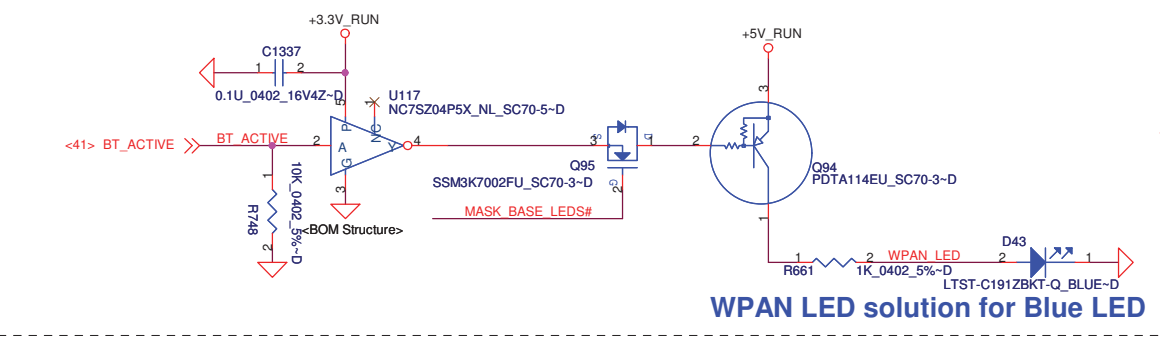 +3.3V_RUN
+5V_RUN
C1337
1
2
0.1U_0402_16V4Z~D
5
1
U117
NC7SZ04P5X_NL_SC70-5~D
3
<41> BT_ACTIVE
BT_ACTIVE
2
P
NC
A
Y
G
4
3
S
D
1
2
Q95
SSM3K7002FU_SC70-3~D
G
2
Q94
PDTA114EU_SC70-3~D
1
10K_0402_5%~D
R748
2
3
<BOM Structure>
MASK_BASE_LEDS#
1
R661
1
2
1K_0402_5%~D
WPAN_LED
D43
2
1
LTST-C191ZBKT-Q_BLUE~D
WPAN LED solution for Blue LED